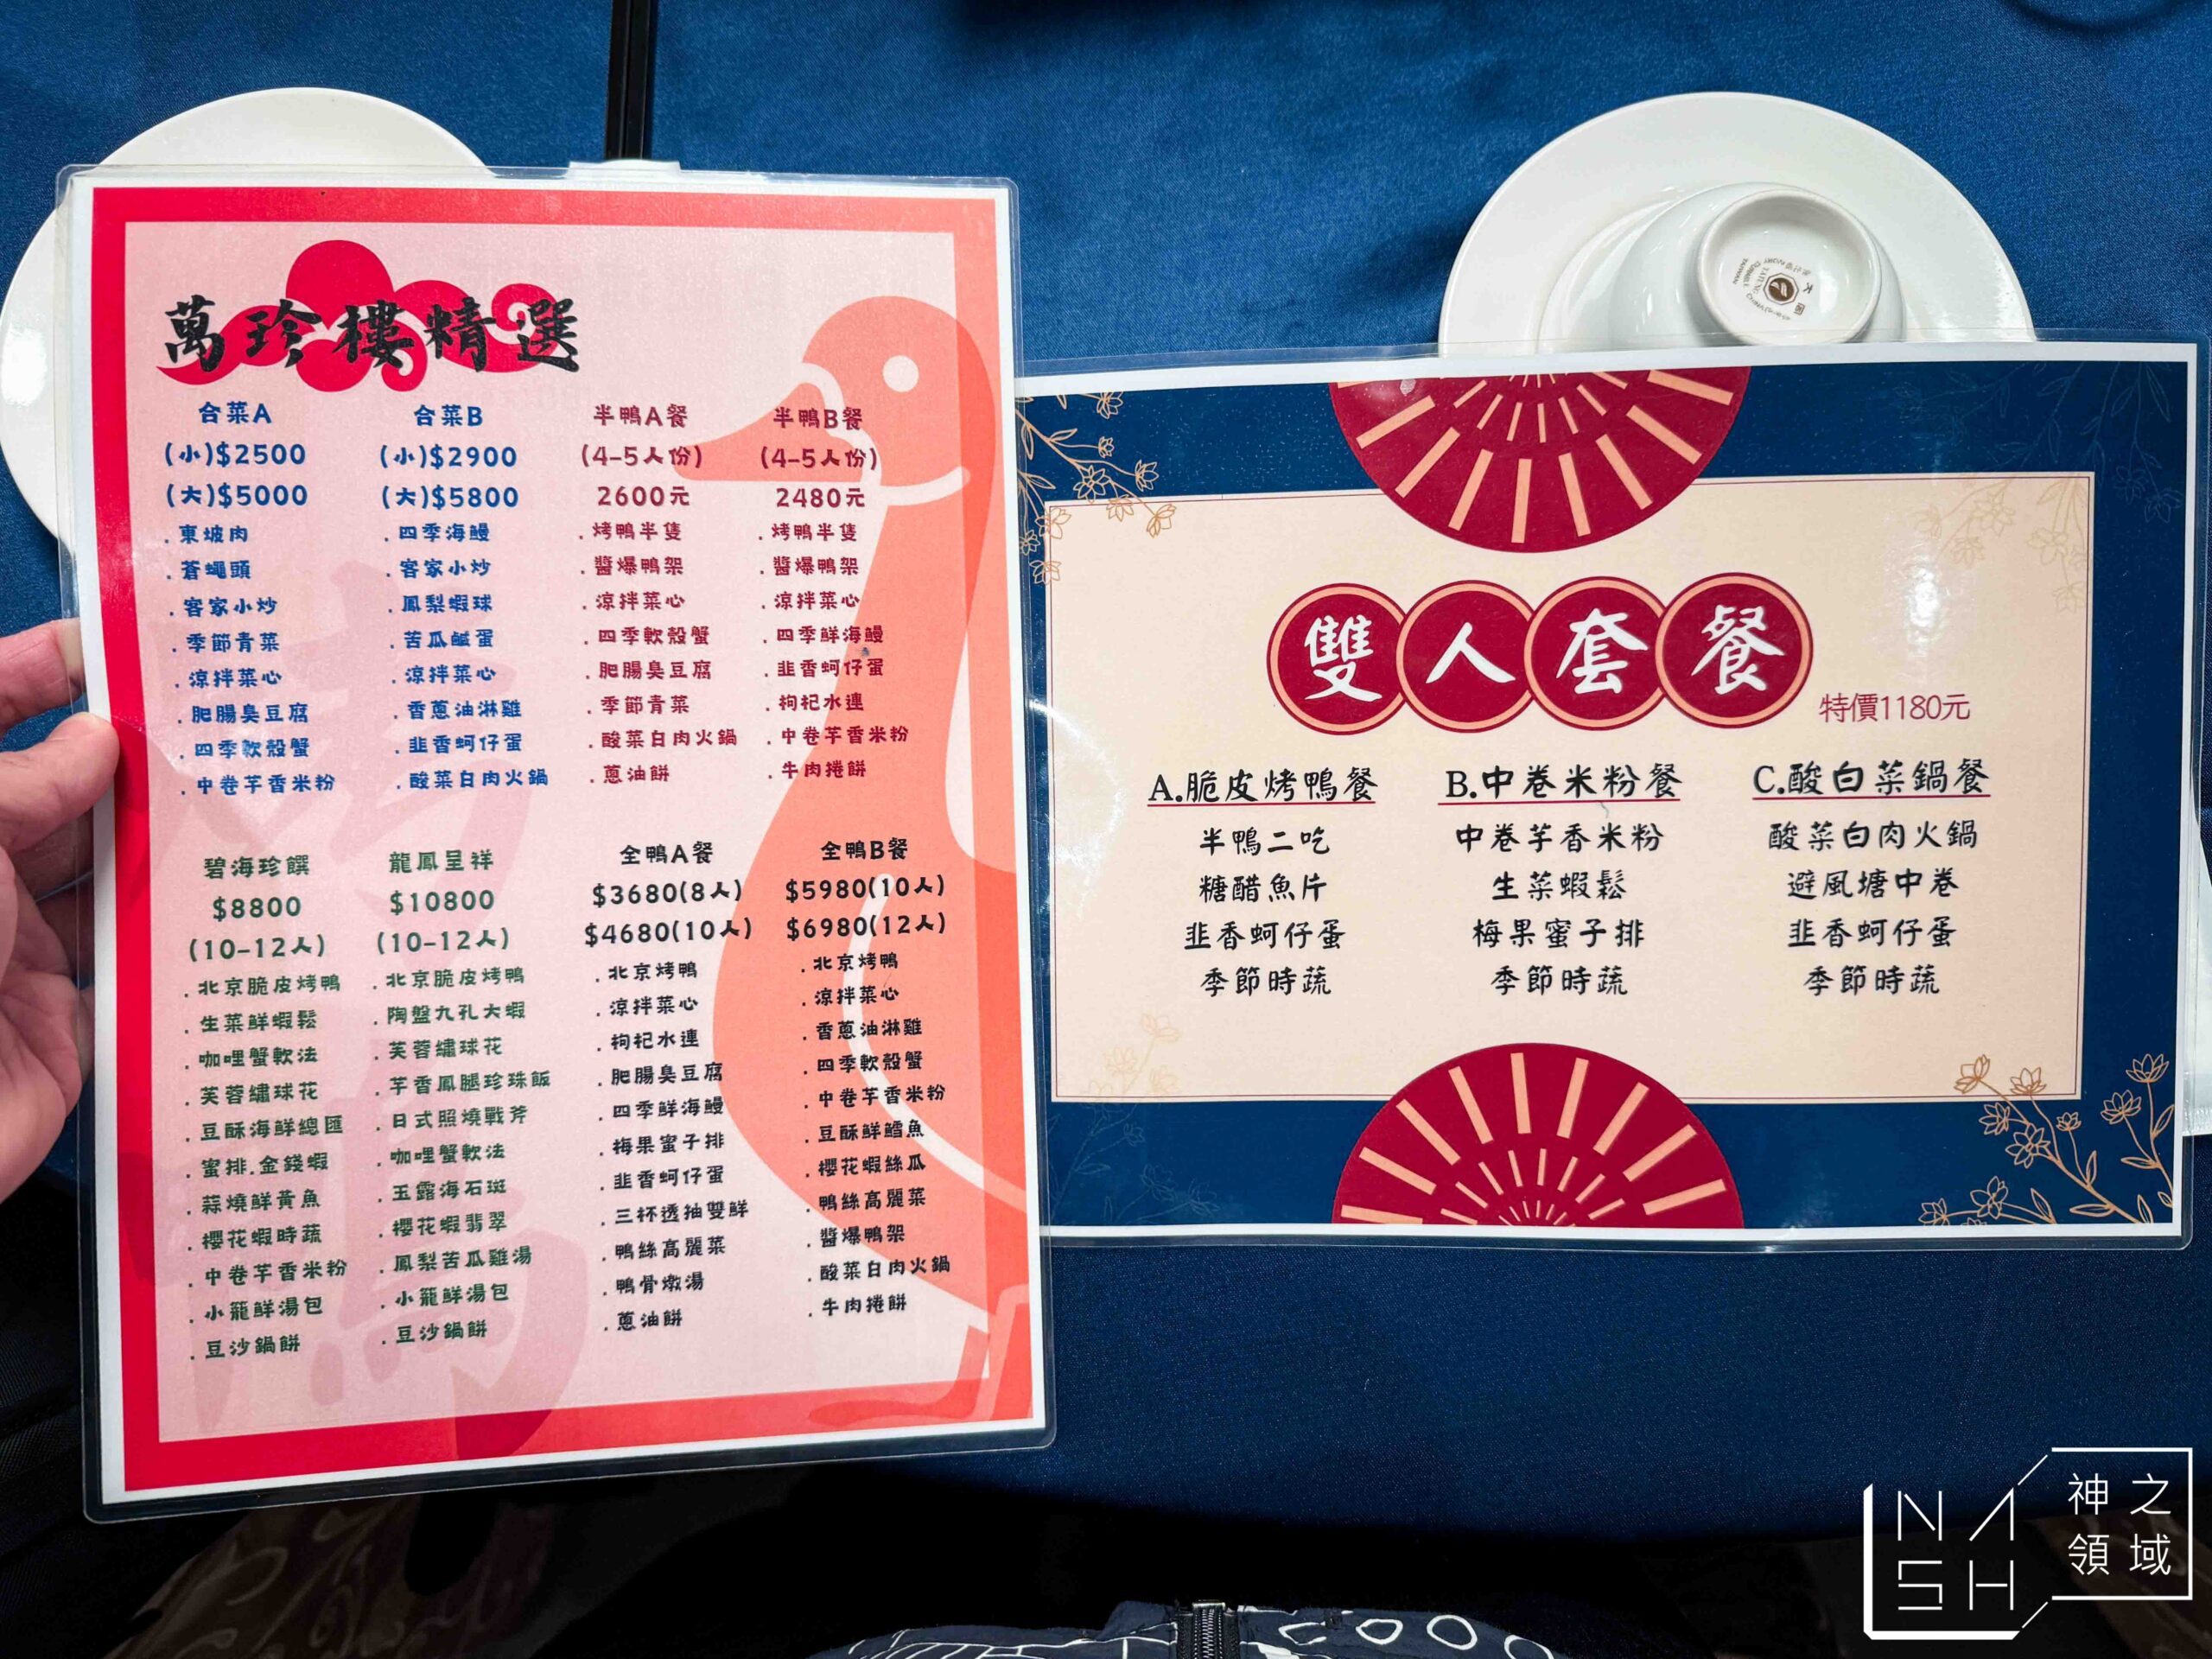 萬珍樓精選
合菜A
(小)$2500
(大)$5000
.東坡肉
.蒼蠅頭
.客家小炒
.季節青菜
.涼拌菜心
.肥腸臭豆腐
.四季軟殼蟹
.中卷芋香米粉
合菜B
(小)$2900
(大)$5800
.四季海鰻
.客家小炒
.鳳梨蝦球
.苦瓜鹹蛋
.涼拌菜心
.香蔥油淋雞
.韭香蚵仔蛋
.酸菜白肉火鍋
半鴨A餐
(4-5人份)
2600元
.烤鴨半隻
.醬爆鴨架
.涼拌菜心
.四季軟殼蟹
.肥腸臭豆腐
.季節青菜
.酸菜白肉火鍋
.蔥油餅
半鴨B餐
(4-5人份)
2480元
.烤鴨半隻
.醬爆鴨架
.涼拌菜心
.四季鮮海鰻
.韭香蚵仔蛋
.枸杞水連
.中卷芋香米粉
.牛肉捲餅
碧海珍饌
$8800
(10-12人)
.北京脆皮烤鴨
.生菜鮮蝦鬆
.咖哩蟹軟法
.芙蓉繡球花
.豆酥海鮮總匯
.蜜排.金錢蝦
.蒜燒鮮黃魚
.櫻花蝦時蔬
.中卷芋香米粉
.小籠鮮湯包
.豆沙鍋餅
龍鳳呈祥
$10800
(10-12人)
.北京脆皮烤鴨
.陶盤九孔大蝦
.芙蓉繡球花
.芋香鳳腿珍珠飯
.日式照燒戰斧
.咖哩蟹軟法
.玉露海石斑
.櫻花蝦翡翠
.鳳梨苦瓜雞湯
.小籠鮮湯包
.豆沙鍋餅
全鴨A餐
$3680(8人)
$4680(10人)
.北京烤鴨
.涼拌菜心
.枸杞水連
.肥腸臭豆腐
.四季鮮海鰻
.梅果蜜子排
.韭香蚵仔蛋
.三杯透抽雙鮮
.鴨絲高麗菜
.鴨骨燉湯
.蔥油餅
全鴨B餐
$5980(10人)
$6980(12人)
.北京烤鴨
.涼拌菜心
.香蔥油淋雞
.四季軟殼蟹
.中卷芋香米粉
.豆酥鮮鱈魚
.櫻花蝦絲瓜
.鴨絲高麗菜
.醬爆鴨架
.酸菜白肉火鍋
.牛肉捲餅
雙人套餐
特價1180元
A.脆皮烤鴨餐
半鴨二吃
糖醋魚片
韭香蚵仔蛋
季節時蔬
B.中卷米粉餐
中卷芋香米粉
生菜蝦鬆
梅果蜜子排
季節時蔬
C.酸白菜鍋餐
酸菜白肉火鍋
避風塘中卷
韭香蚵仔蛋
季節時蔬
NASH
神之領域